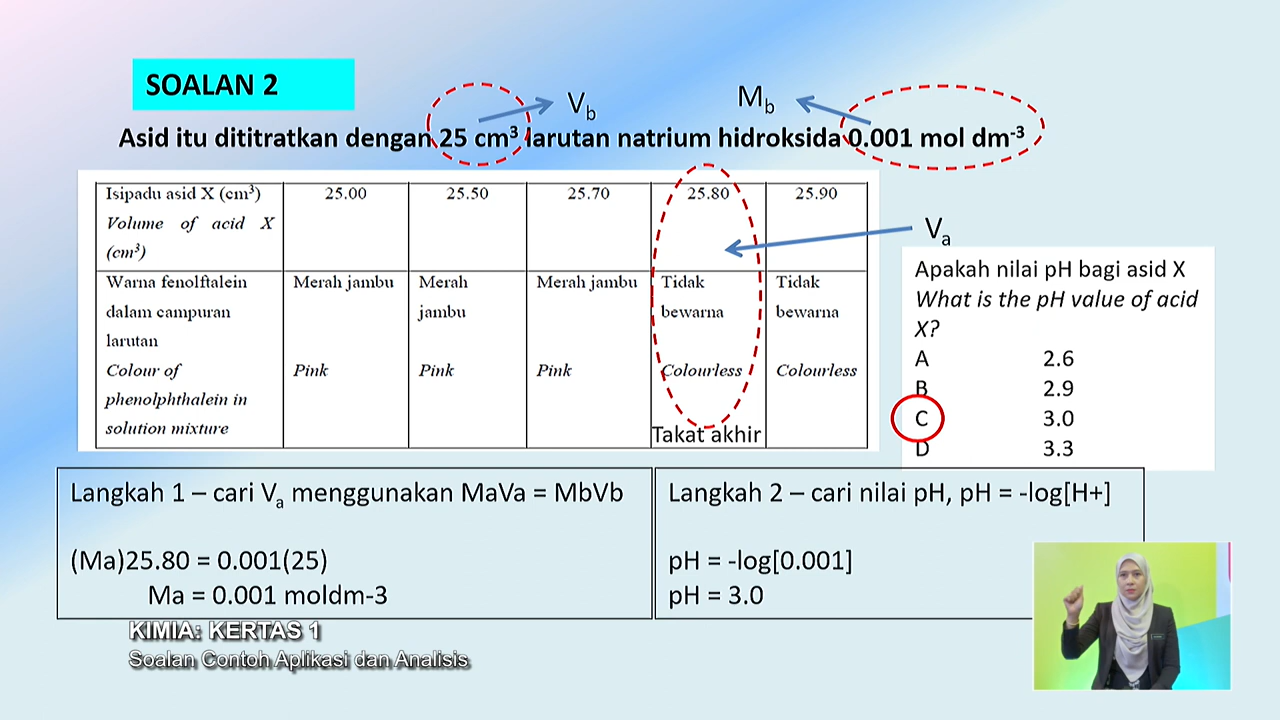 SOALAN 2
V_b
M_b
Asid itu dititratkan dengan 25 cm³ larutan natrium hidroksida 0.001 mol dm⁻³
Isipadu asid X (cm³)
Volume of acid X
(cm³)
25.00
25.50
25.70
25.80
25.90
V_a
Warna fenolftalein
dalam campuran
larutan
Colour of
phenolphthalein in
solution mixture
Merah jambu
Pink
Merah
jambu
Pink
Merah jambu
Pink
Tidak
bewarna
Colourless
Takat akhir
Tidak
bewarna
Colourless
Apakah nilai pH bagi asid X
What is the pH value of acid
X?
A 2.6
B 2.9
C 3.0
D 3.3
Langkah 1 – cari V_a menggunakan MaVa = MbVb
(Ma)25.80 = 0.001(25)
Ma = 0.001 moldm-3
Langkah 2 – cari nilai pH, pH = -log[H+]
pH = -log[0.001]
pH = 3.0
KIMIA: KERTAS 1
Soalan Contoh Aplikasi dan Analisis